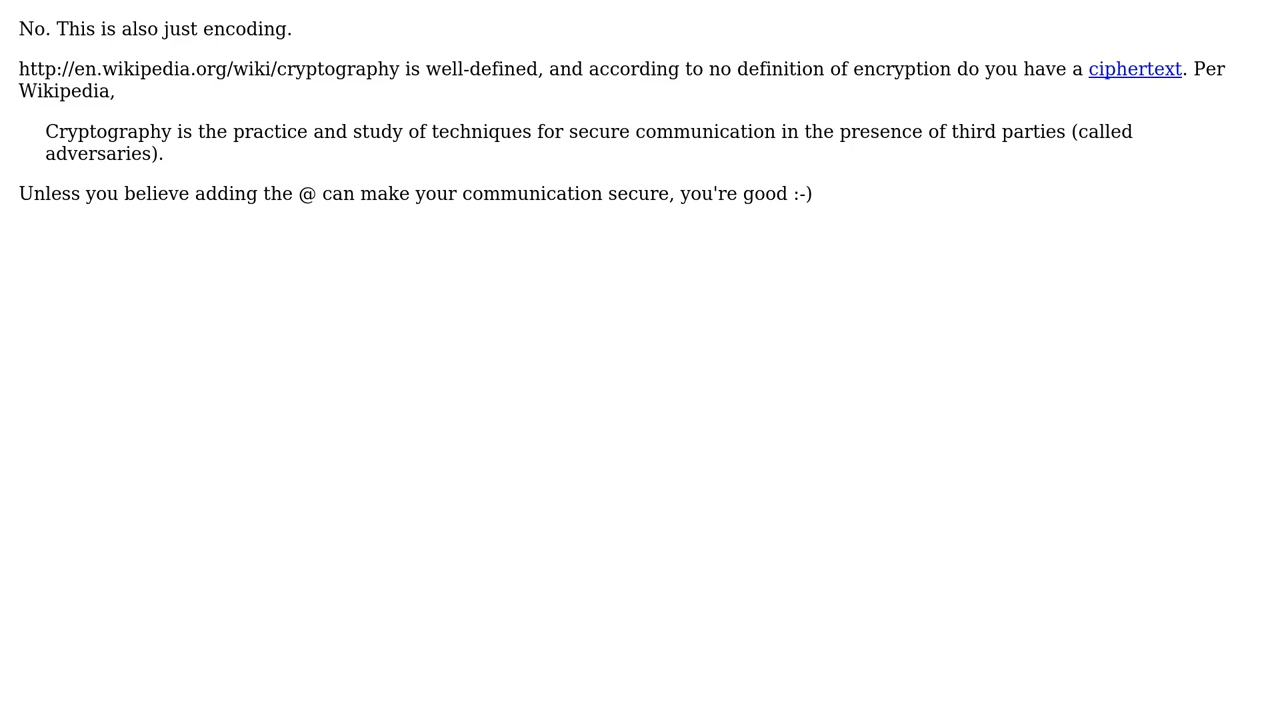 No. This is also just encoding.
http://en.wikipedia.org/wiki/cryptography is well-defined, and according to no definition of encryption do you have a ciphertext. Per
Wikipedia,
Cryptography is the practice and study of techniques for secure communication in the presence of third parties (called
adversaries).
Unless you believe adding the @ can make your communication secure, you're good :-)